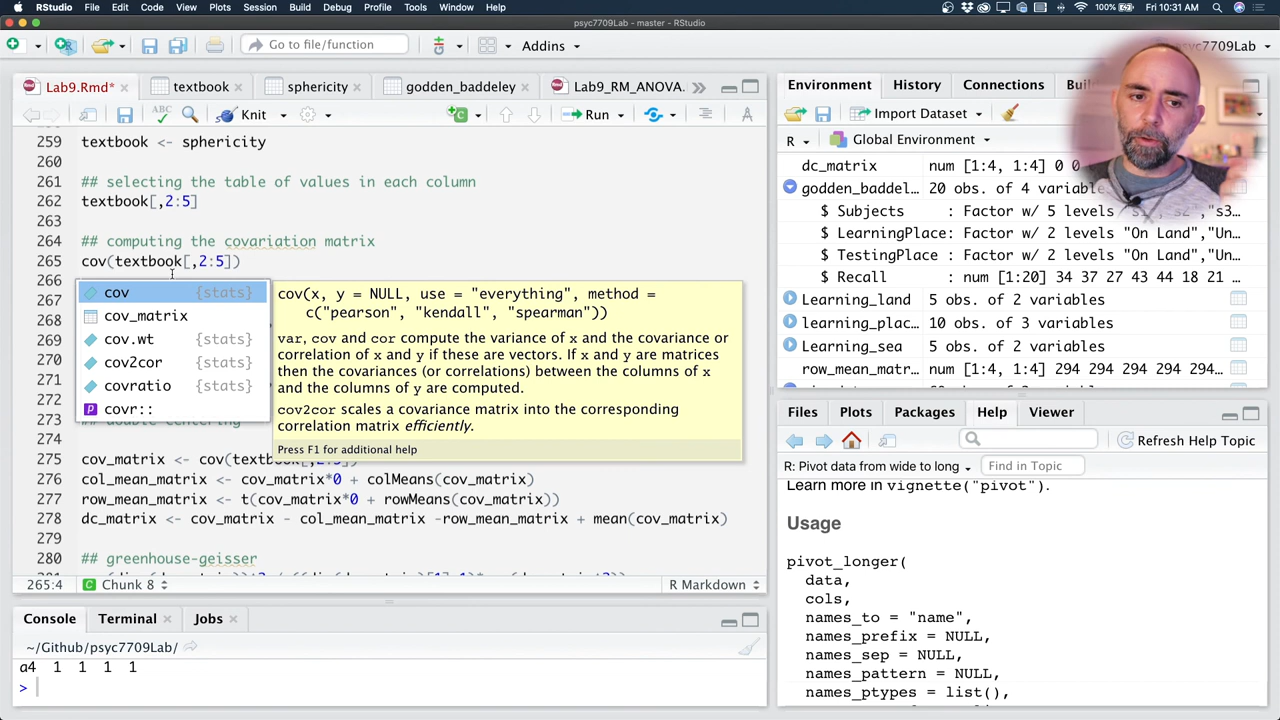 RStudio File Edit Code View Plots Session Build Debug Profile Tools Window Help 100% Fri 10:31 AM
psyc7709Lab - master - RStudio
Go to file/function Addins psyc7709Lab
Lab9.Rmd* textbook sphericity godden_baddeley Lab9_RM_ANOVA.
Knit Run
259 textbook <- sphericity
260
261 ## selecting the table of values in each column
262 textbook[,2:5]
263
264 ## computing the covariation matrix
265 cov(textbook[,2:5])
266
267
268
269
270
271
272
273 ## double centering
274
275 cov_matrix <- cov(textbook[,2:5])
276 col_mean_matrix <- cov_matrix*0 + colMeans(cov_matrix)
277 row_mean_matrix <- t(cov_matrix*0 + rowMeans(cov_matrix))
278 dc_matrix <- cov_matrix - col_mean_matrix -row_mean_matrix + mean(cov_matrix)
279
280 ## greenhouse-geisser
cov {stats}
cov_matrix
cov.wt {stats}
cov2cor {stats}
covratio {stats}
covr::
cov(x, y = NULL, use = "everything", method =
c("pearson", "kendall", "spearman"))
var, cov and cor compute the variance of x and the covariance or
correlation of x and y if these are vectors. If x and y are matrices
then the covariances (or correlations) between the columns of x
and the columns of y are computed.
cov2cor scales a covariance matrix into the corresponding
correlation matrix efficiently.
Press F1 for additional help
265:4 Chunk 8 R Markdown
Console Terminal Jobs
~/Github/psyc7709Lab/
a4 1 1 1 1
>
Environment History Connections
Import Dataset
R Global Environment
dc_matrix num [1:4, 1:4] 0 0
godden_baddel… 20 obs. of 4 variable
$ Subjects : Factor w/ 5 levels "s1","s2","s3…
$ LearningPlace: Factor w/ 2 levels "On Land","Un…
$ TestingPlace : Factor w/ 2 levels "On Land","Un…
$ Recall : num [1:20] 34 37 27 43 44 18 21
Learning_land 5 obs. of 2 variables
learning_plac… 10 obs. of 3 variables
Learning_sea 5 obs. of 2 variables
row_mean_matr… num [1:4, 1:4] 294 294 294 294…
Files Plots Packages Help Viewer
Refresh Help Topic
R: Pivot data from wide to long Find in Topic
Learn more in vignette("pivot").
Usage
pivot_longer(
data,
cols,
names_to = "name",
names_prefix = NULL,
names_sep = NULL,
names_pattern = NULL,
names_ptypes = list(),